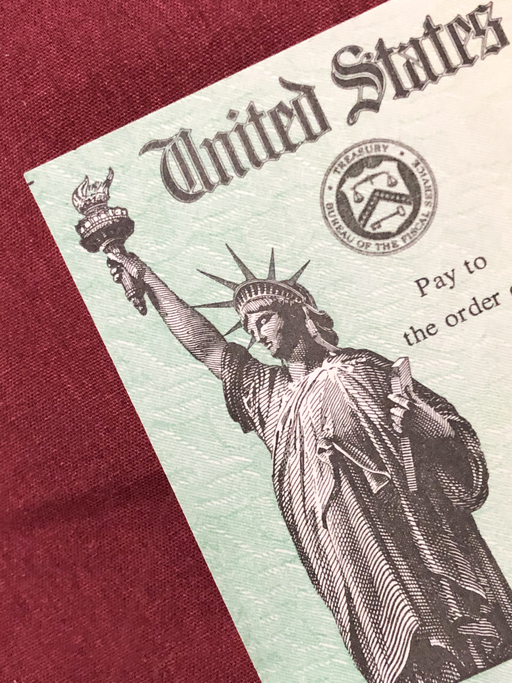 United States
TREASURY
BUREAU OF THE FISCAL SERVICE
Pay to
the order